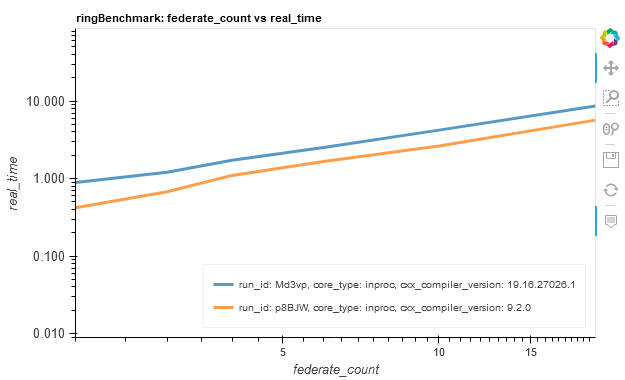 ringBenchmark: federate_count vs real_time
10.000
1.000
0.100
0.010
real_time
run_id: Md3vp, core_type: inproc, cxx_compiler_version: 19.16.27026.1
run_id: p8BJW, core_type: inproc, cxx_compiler_version: 9.2.0
5
10
15
federate_count